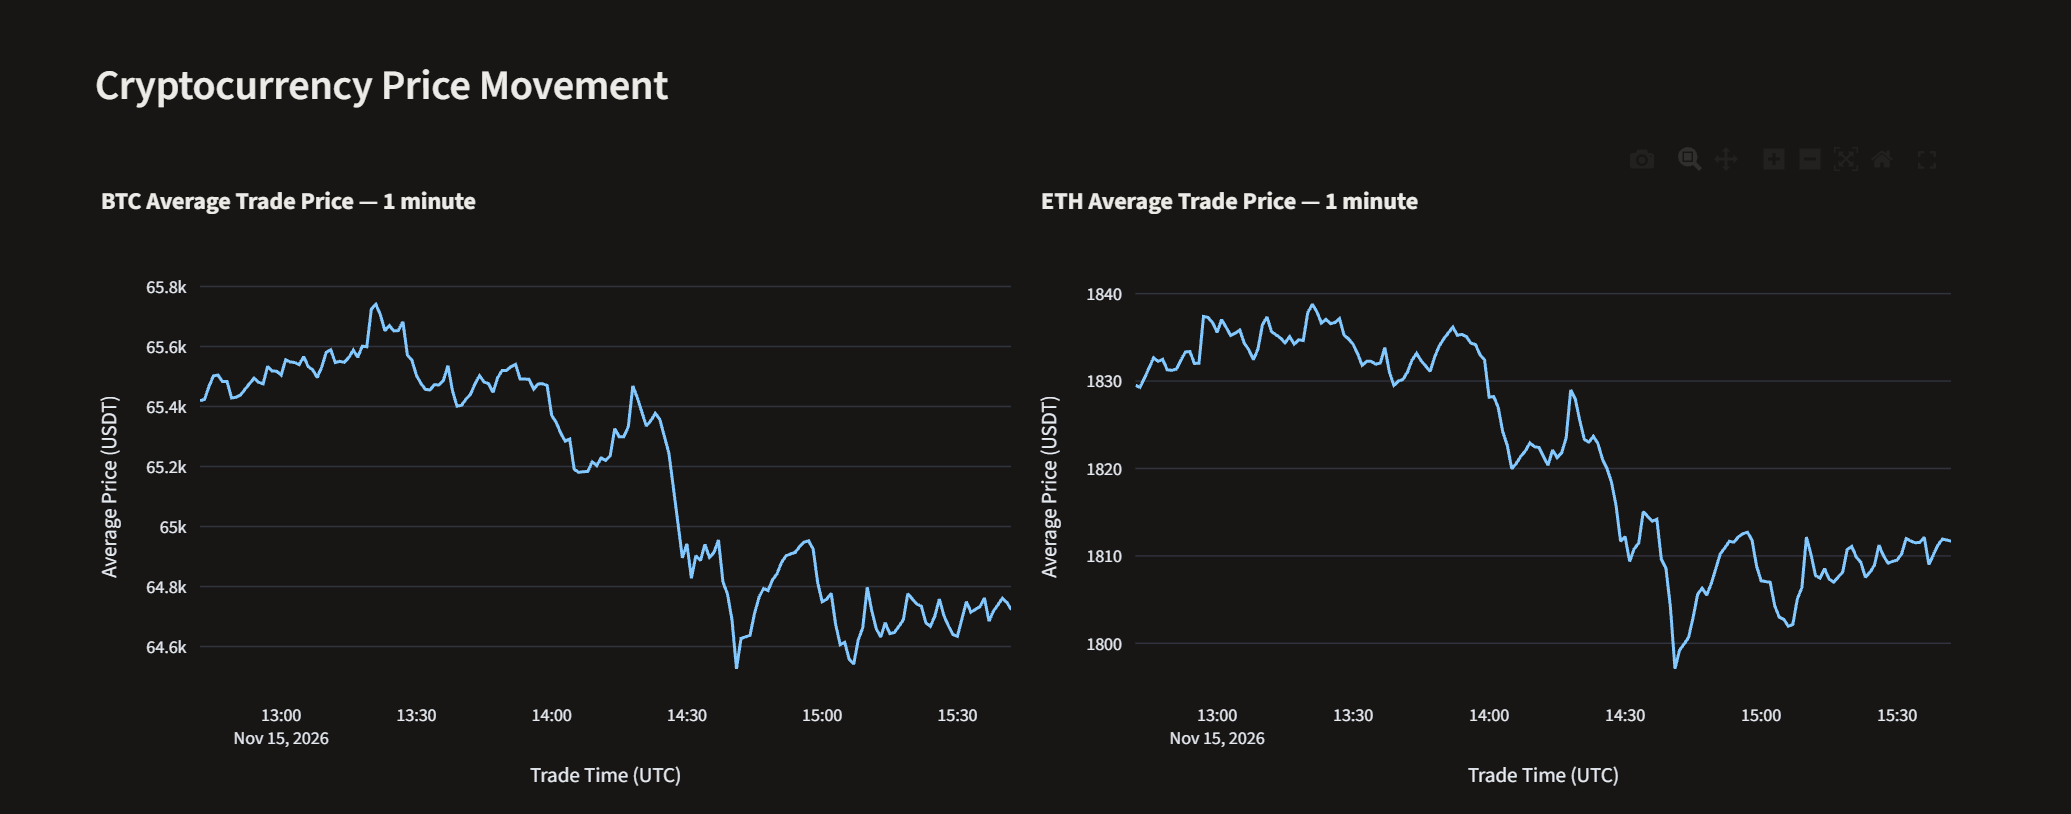 Cryptocurrency Price Movement
BTC Average Trade Price — 1 minute
65.8k
65.6k
65.4k
65.2k
65k
64.8k
64.6k
Average Price (USDT)
13:00
13:30
14:00
14:30
15:00
15:30
Nov 15, 2026
Trade Time (UTC)
ETH Average Trade Price — 1 minute
1840
1830
1820
1810
1800
Average Price (USDT)
13:00
13:30
14:00
14:30
15:00
15:30
Nov 15, 2026
Trade Time (UTC)